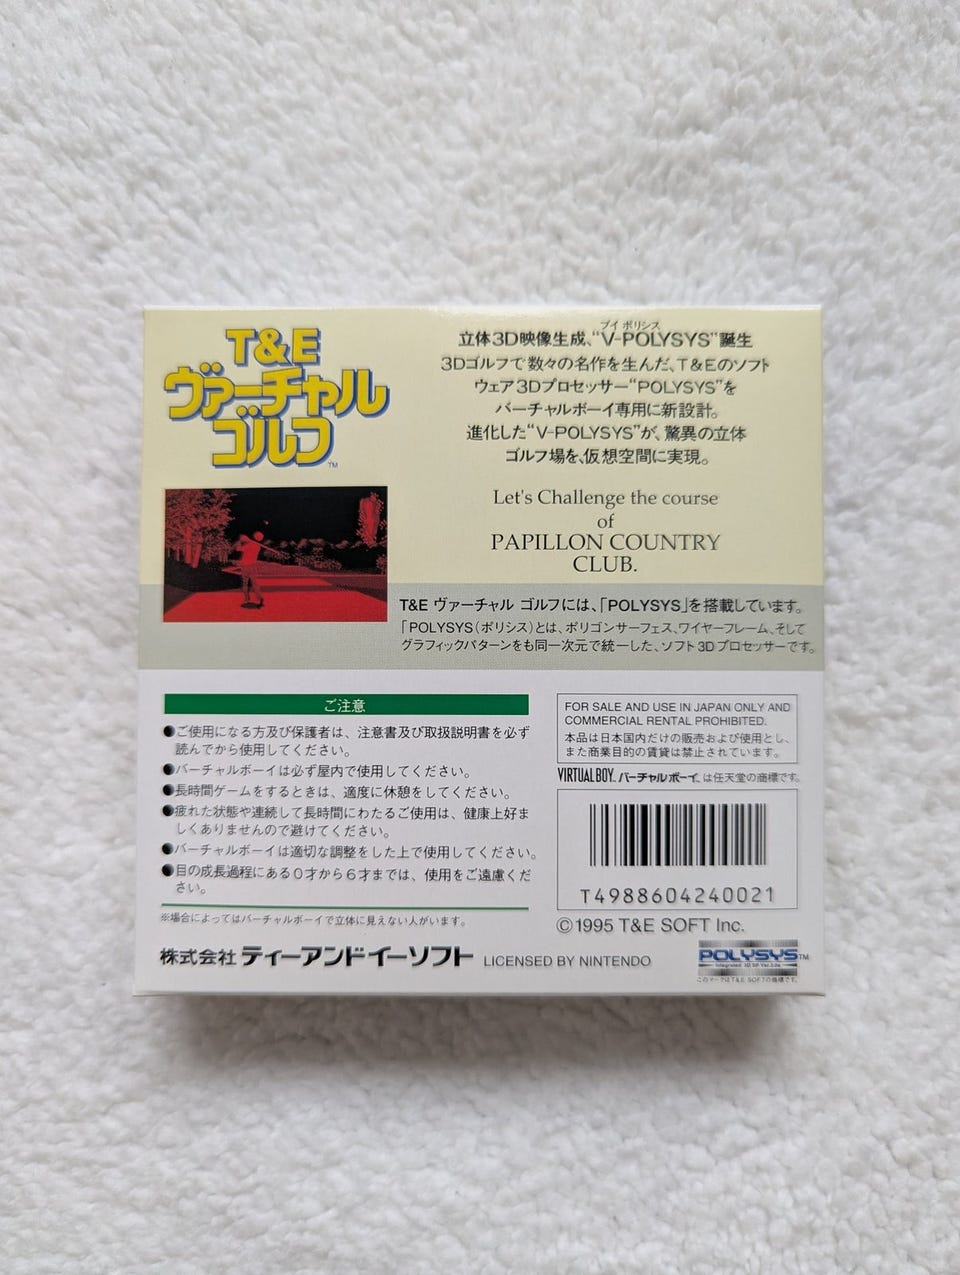 T&E
ヴァーチャル
ゴルフ™
ブイ ポリシス
立体3D映像生成、“V-POLYSYS”誕生
3Dゴルフで数々の名作を生んだ、T&Eのソフト
ウェア3Dプロセッサー“POLYSYS”を
バーチャルボーイ専用に新設計。
進化した“V-POLYSYS”が、驚異の立体
ゴルフ場を、仮想空間に実現。
Let's Challenge the course
of
PAPILLON COUNTRY
CLUB.
T&E ヴァーチャル ゴルフには、「POLYSYS」を搭載しています。
「POLYSYS(ポリシス)とは、ポリゴンサーフェス、ワイヤーフレーム、そして
グラフィックパターンをも同一次元で統一した、ソフト3Dプロセッサーです。
ご注意
●ご使用になる方及び保護者は、注意書及び取扱説明書を必ず
読んでから使用してください。
●バーチャルボーイは必ず屋内で使用してください。
●長時間ゲームをするときは、適度に休憩をしてください。
●疲れた状態や連続して長時間にわたるご使用は、健康上好ま
しくありませんので避けてください。
●バーチャルボーイは適切な調整をした上で使用してください。
●目の成長過程にある0才から6才までは、使用をご遠慮くだ
さい。
※場合によってはバーチャルボーイで立体に見えない人がいます。
FOR SALE AND USE IN JAPAN ONLY AND
COMMERCIAL RENTAL PROHIBITED.
本品は日本国内だけの販売および使用とし、
また商業目的の賃貸は禁止されています。
VIRTUAL BOY, バーチャルボーイ, は任天堂の商標です。
T4988604240021
©1995 T&E SOFT Inc.
株式会社 ティーアンドイーソフト LICENSED BY NINTENDO
POLYSYS™
このマークはT&E SOFTの商標です。